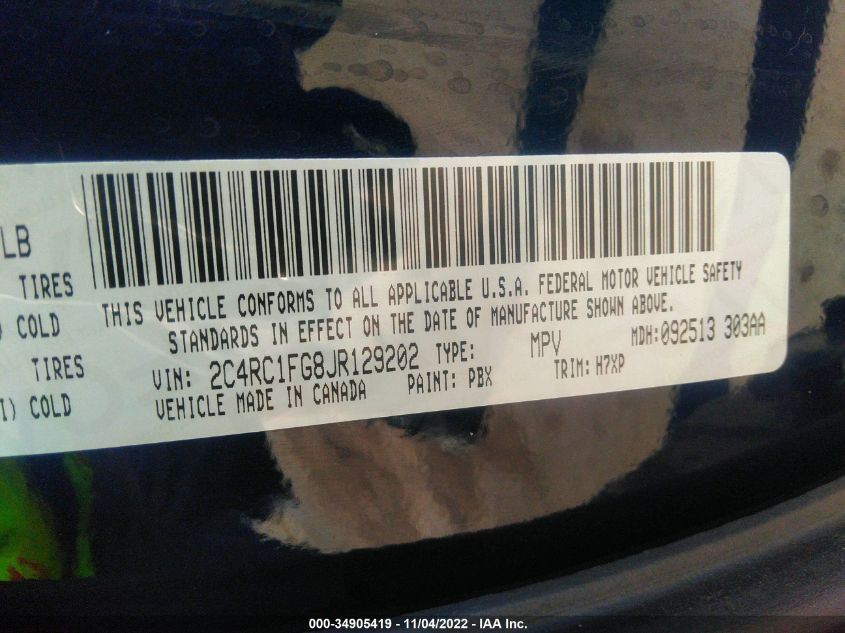 LB
TIRES
) COLD
TIRES
I) COLD
THIS VEHICLE CONFORMS TO ALL APPLICABLE U.S.A. FEDERAL MOTOR VEHICLE SAFETY
STANDARDS IN EFFECT ON THE DATE OF MANUFACTURE SHOWN ABOVE.
VIN: 2C4RC1FG8JR129202 TYPE: MPV MDH:092513 303AA
VEHICLE MADE IN CANADA PAINT: PBX TRIM: H7XP
000-34905419 - 11/04/2022 - IAA Inc.